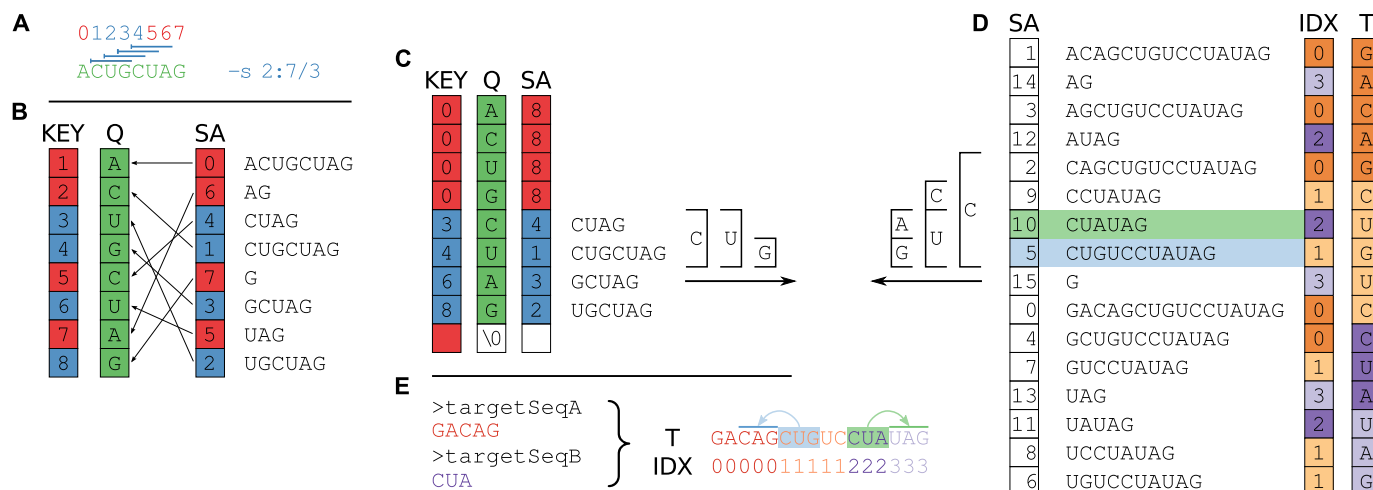 A
01234567
ACUGCUAG -s 2:7/3
B
KEY Q SA
1 A 0 ACUGCUAG
2 C 6 AG
3 U 4 CUAG
4 G 1 CUGCUAG
5 C 7 G
6 U 3 GCUAG
7 A 5 UAG
8 G 2 UGCUAG
C
KEY Q SA
0 A 8
0 C 8
0 U 8
0 G 8
3 C 4 CUAG
4 U 1 CUGCUAG
6 A 3 GCUAG
8 G 2 UGCUAG
\0
C U G
A G C U C
D
SA IDX T
1 ACAGCUGUCCUAUAG 0 G
14 AG 3 A
3 AGCUGUCCUAUAG 0 C
12 AUAG 2 A
2 CAGCUGUCCUAUAG 0 G
9 CCUAUAG 1 C
10 CUAUAG 2 U
5 CUGUCCUAUAG 1 G
15 G 3 U
0 GACAGCUGUCCUAUAG 0 C
4 GCUGUCCUAUAG 0 C
7 GUCCUAUAG 1 U
13 UAG 3 A
11 UAUAG 2 U
8 UCCUAUAG 1 A
6 UGUCCUAUAG 1 G
E
>targetSeqA
GACAG
>targetSeqB
CUA
T GACAGCUGUCCUAUAG
IDX 0000011111222333